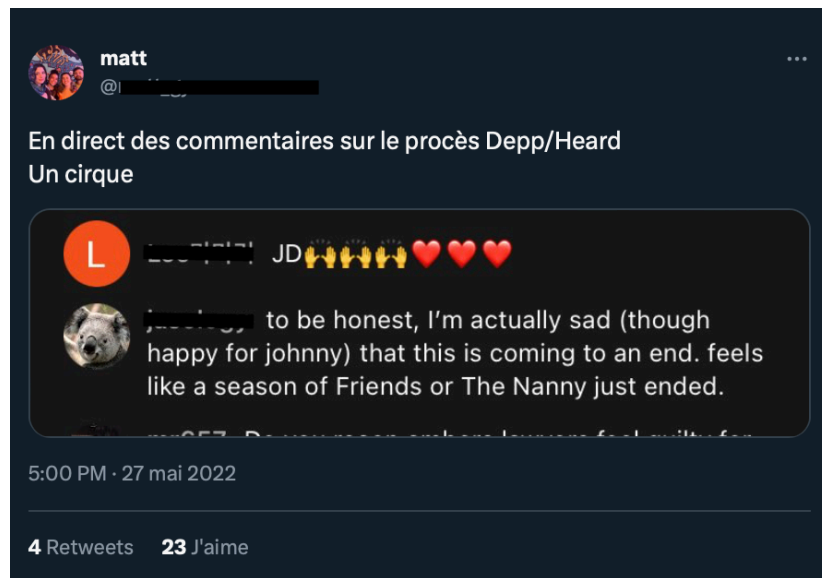 matt
@
En direct des commentaires sur le procès Depp/Heard
Un cirque
L JD🙌🙌🙌❤️❤️❤️
to be honest, I’m actually sad (though
happy for johnny) that this is coming to an end. feels
like a season of Friends or The Nanny just ended.
5:00 PM · 27 mai 2022
4 Retweets 23 J'aime